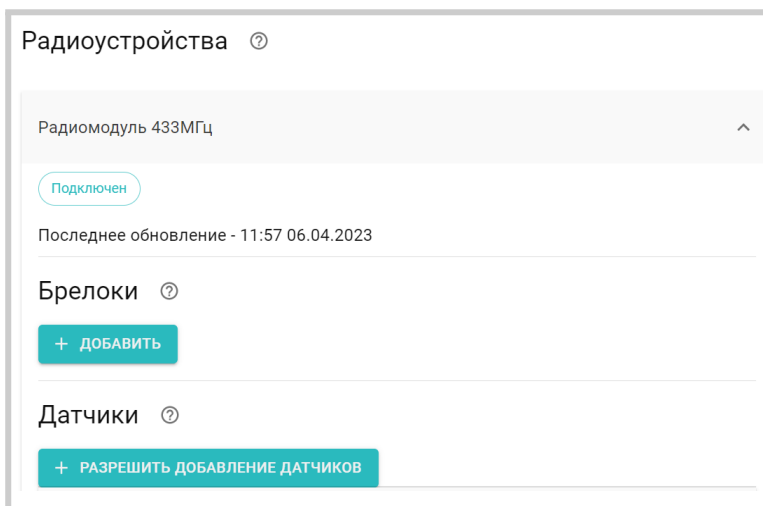 Радиоустройства
Радиомодуль 433МГц
Подключен
Последнее обновление - 11:57 06.04.2023
Брелоки
+ ДОБАВИТЬ
Датчики
+ РАЗРЕШИТЬ ДОБАВЛЕНИЕ ДАТЧИКОВ